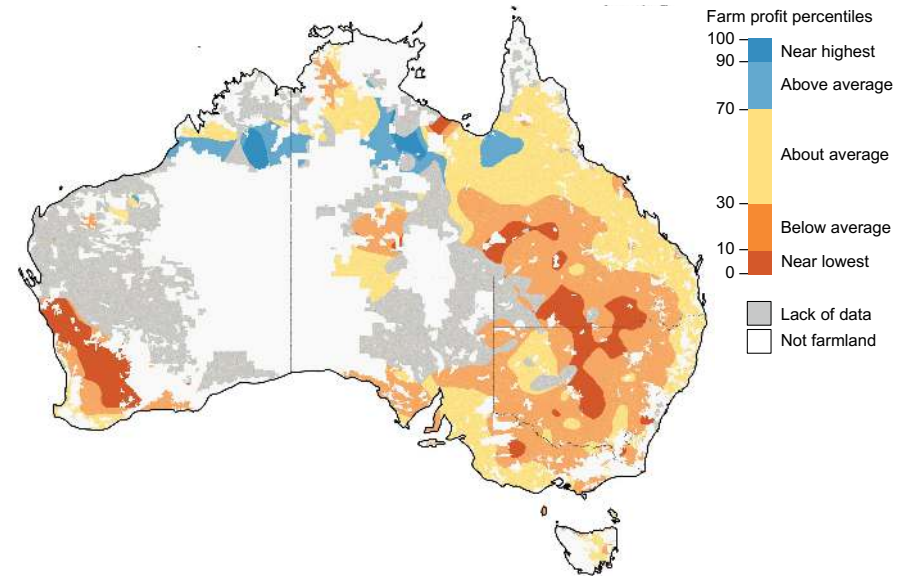 Farm profit percentiles
100
Near highest
90
Above average
70
About average
30
Below average
10
Near lowest
0
Lack of data
Not farmland